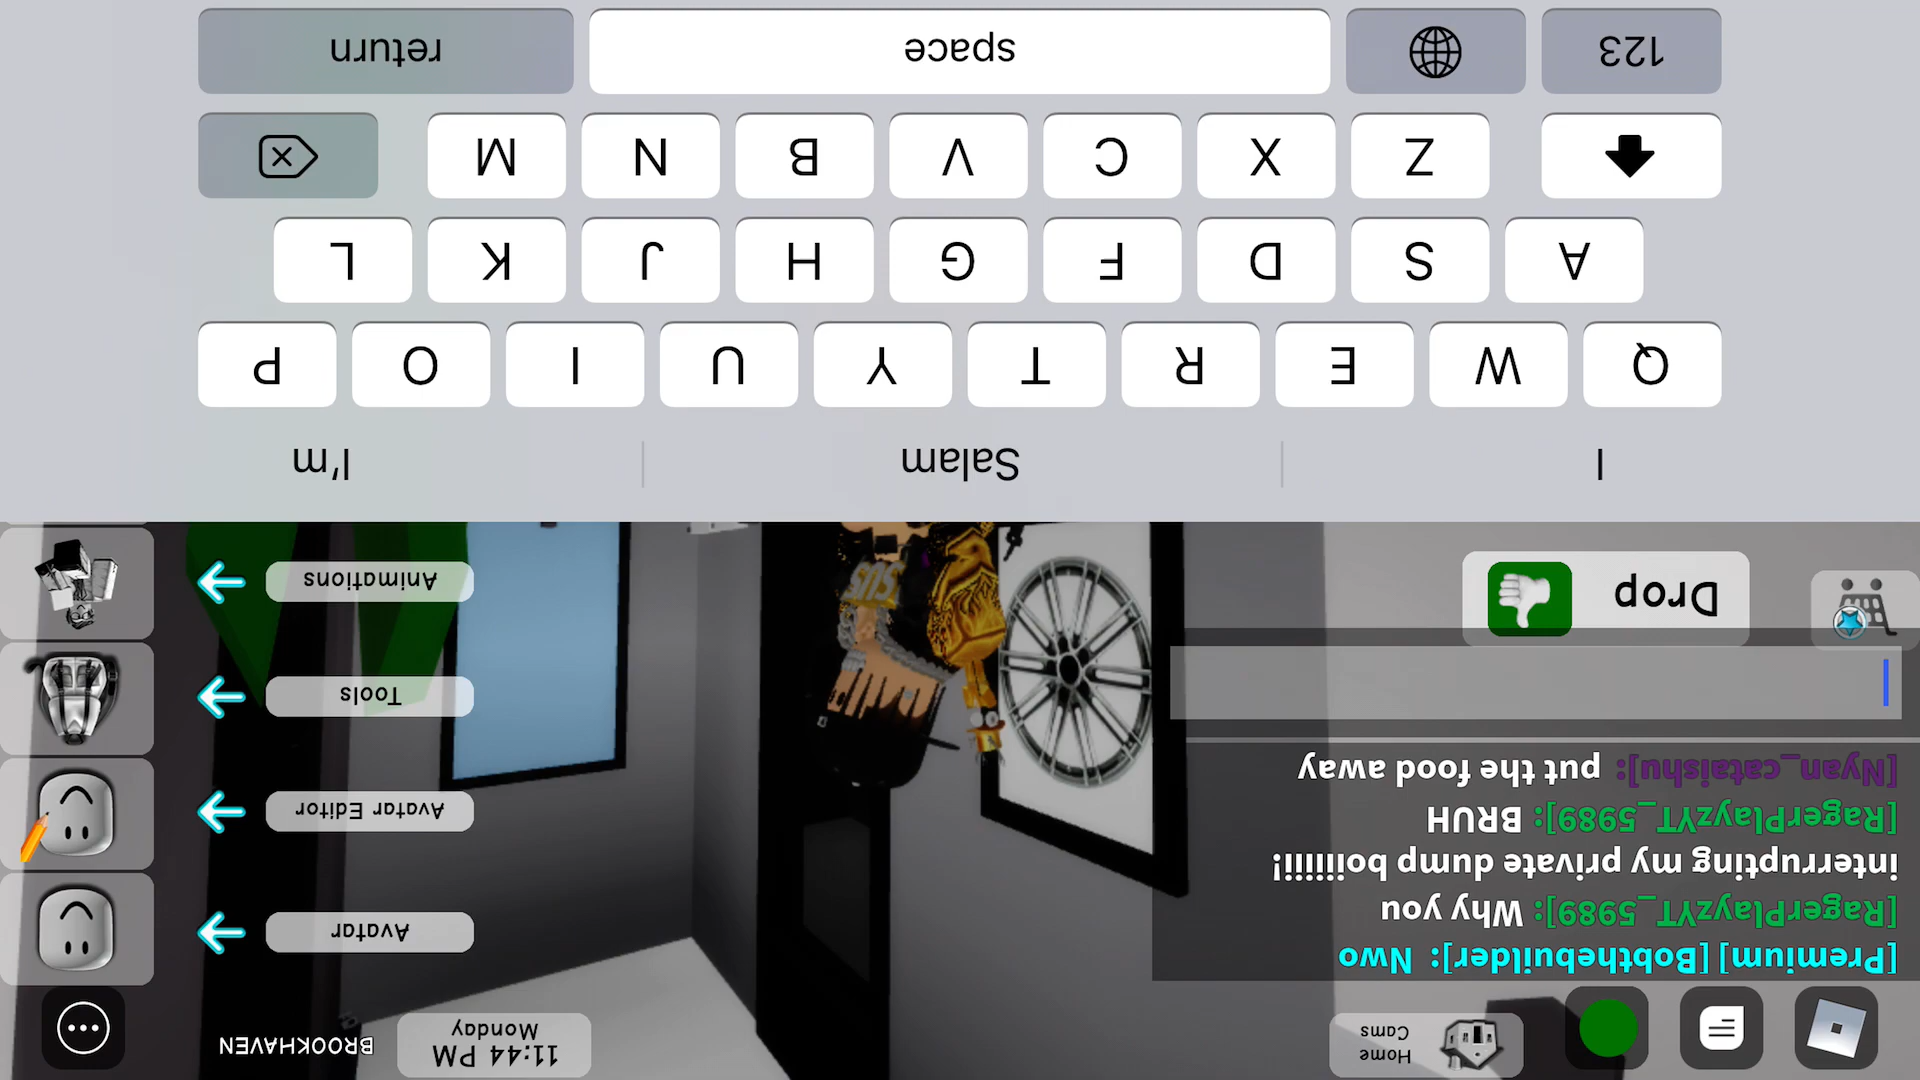 11:44 PM
Monday
BROOKHAVEN
Home
Cams
[Premium] [Bobthebuilder]: Nwo
[RagerPlayzYT_5989]: Why you
interrupting my private dump boiiiiii!
[RagerPlayzYT_5989]: BRUH
[Nyan_cataishu]: put the food away
Avatar
Avatar Editor
Tools
Animations
Drop
SUS
I
Salam
I'm
Q W E R T Y U I O P
A S D F G H J K L
Z X C V B N M
123
space
return